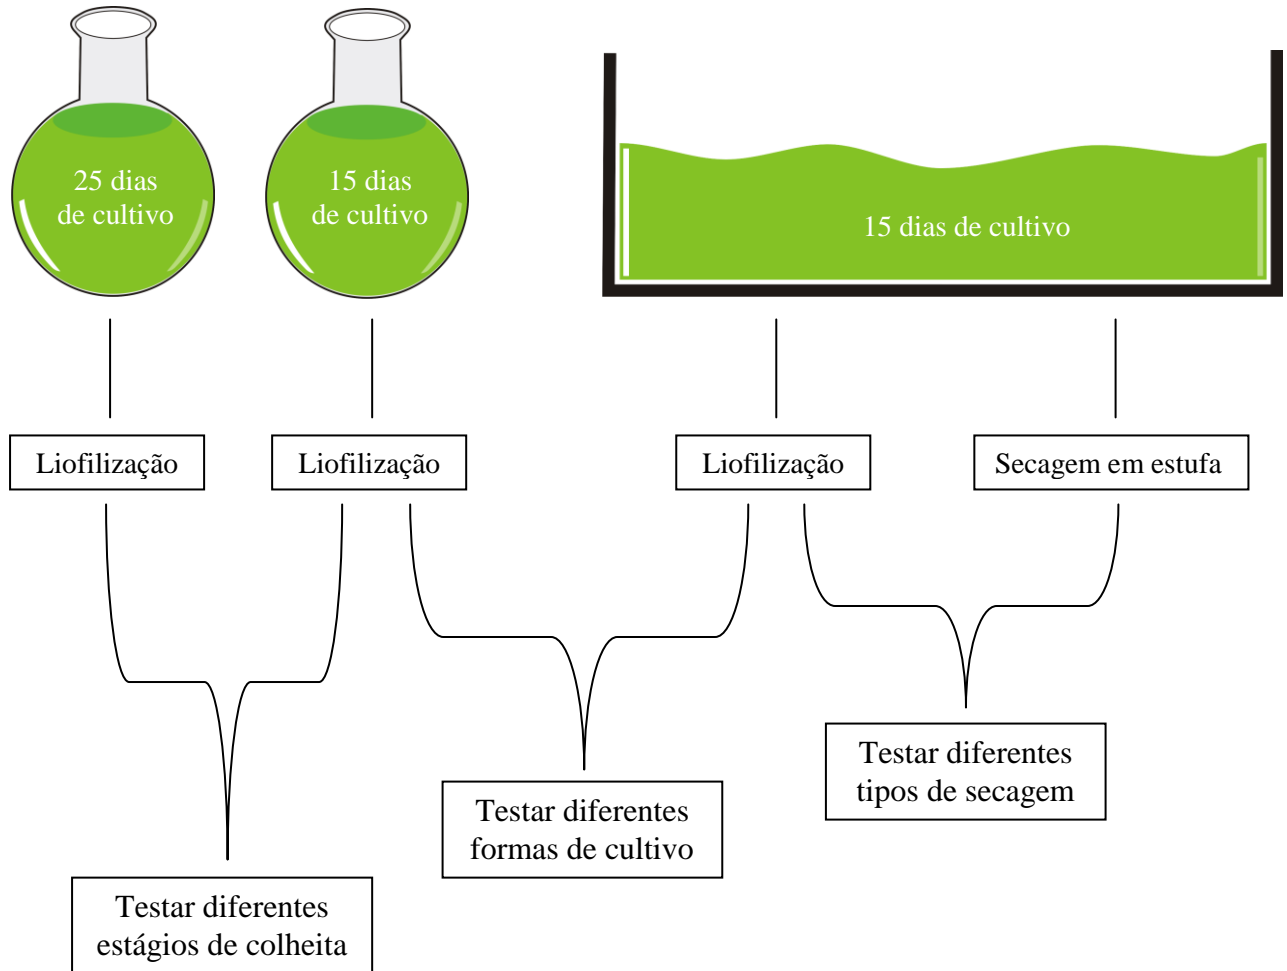 25 dias
de cultivo
15 dias
de cultivo
15 dias de cultivo
Liofilização
Liofilização
Liofilização
Secagem em estufa
Testar diferentes
tipos de secagem
Testar diferentes
formas de cultivo
Testar diferentes
estágios de colheita